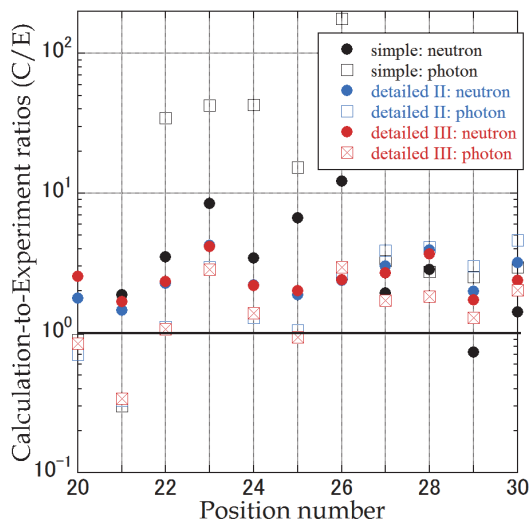 Calculation-to-Experiment ratios (C/E)
10²
10¹
10⁰
10⁻¹
simple: neutron
simple: photon
detailed II: neutron
detailed II: photon
detailed III: neutron
detailed III: photon
20 22 24 26 28 30
Position number